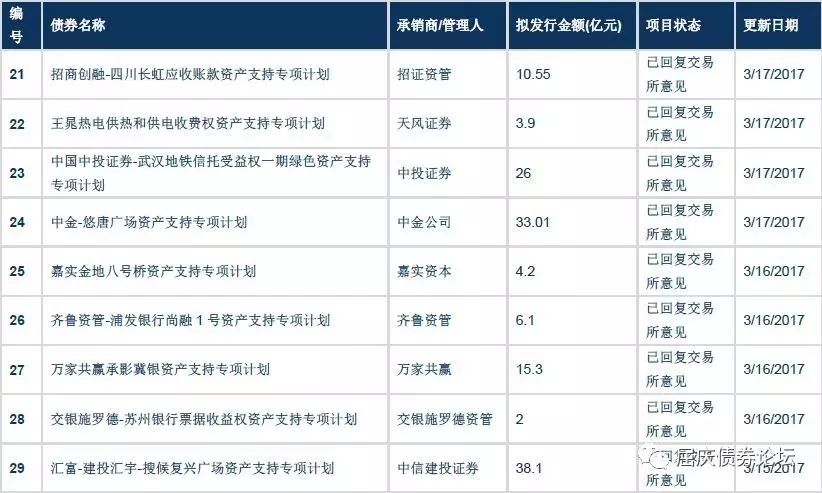 编号 债券名称 承销商/管理人 拟发行金额(亿元) 项目状态 更新日期
21 招商创融-四川长虹应收账款资产支持专项计划 招证资管 10.55 已回复交易所意见 3/17/2017
22 王晁热电供热和供电收费权资产支持专项计划 天风证券 3.9 已回复交易所意见 3/17/2017
23 中国中投证券-武汉地铁信托受益权一期绿色资产支持专项计划 中投证券 26 已回复交易所意见 3/17/2017
24 中金-悠唐广场资产支持专项计划 中金公司 33.01 已回复交易所意见 3/17/2017
25 嘉实金地八号桥资产支持专项计划 嘉实资本 4.2 已回复交易所意见 3/16/2017
26 齐鲁资管-浦发银行尚融 1 号资产支持专项计划 齐鲁资管 6.1 已回复交易所意见 3/16/2017
27 万家共赢承影冀银资产支持专项计划 万家共赢 15.3 已回复交易所意见 3/16/2017
28 交银施罗德-苏州银行票据收益权资产支持专项计划 交银施罗德资管 2 已回复交易所意见 3/16/2017
29 汇富-建投汇宇-搜候复兴广场资产支持专项计划 中信建投证券 38.1 已回复交易所意见 3/15/2017
屈庆债券论坛